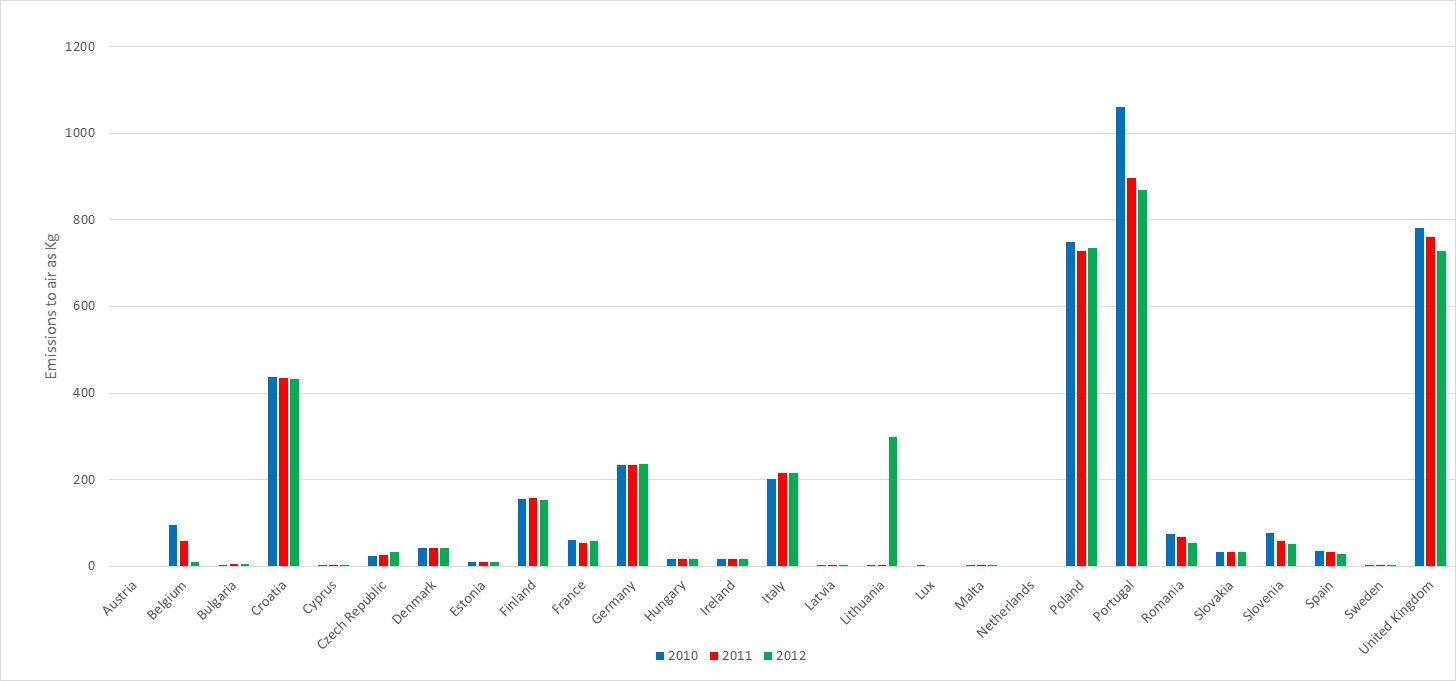 1200
1000
800
600
400
200
0
Emissions to air as Kg
Austria
Belgium
Bulgaria
Croatia
Cyprus
Czech Republic
Denmark
Estonia
Finland
France
Germany
Hungary
Ireland
Italy
Latvia
Lithuania
Lux
Malta
Netherlands
Poland
Portugal
Romania
Slovakia
Slovenia
Spain
Sweden
United Kingdom
2010 2011 2012